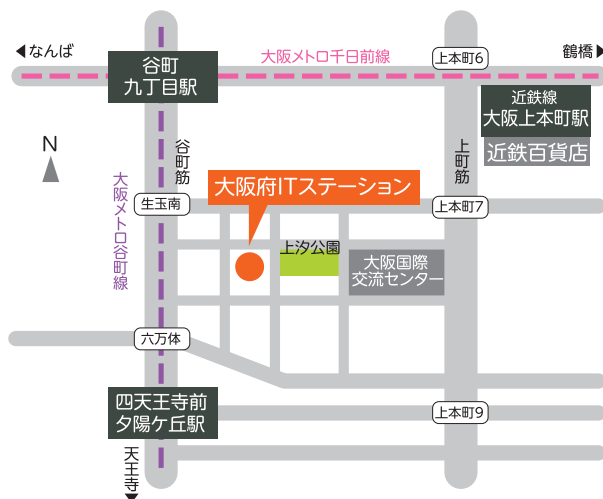 なんば
大阪メトロ千日前線
上本町6
鶴橋
谷町
九丁目駅
近鉄線
大阪上本町駅
近鉄百貨店
N
谷町筋
上町筋
大阪メトロ谷町線
大阪府ITステーション
生玉南
上本町7
上汐公園
大阪国際
交流センター
六万体
四天王寺前
夕陽ケ丘駅
上本町9
天王寺